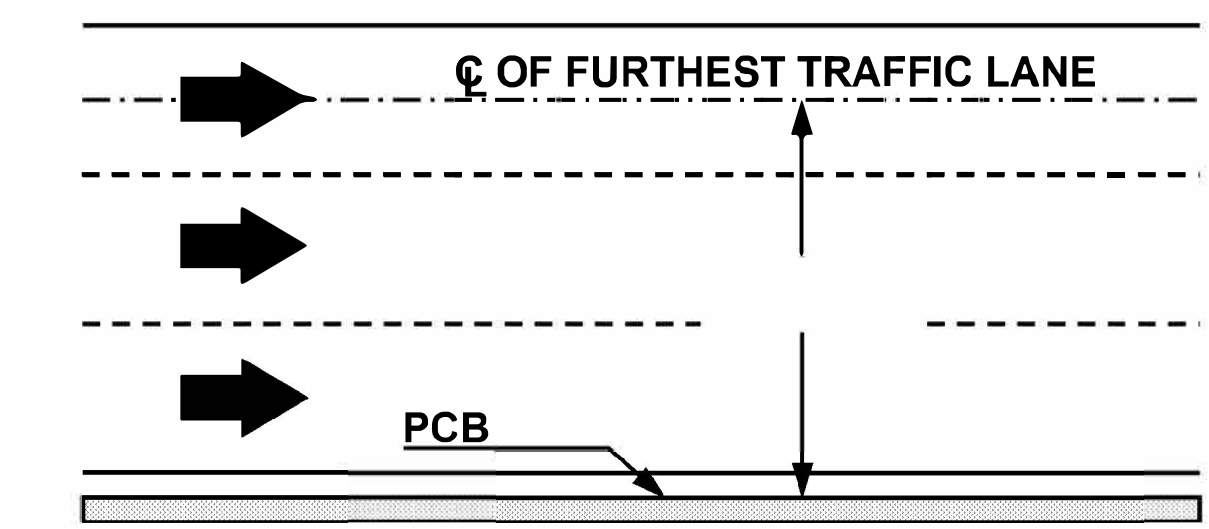 ℄ OF FURTHEST TRAFFIC LANE
PCB